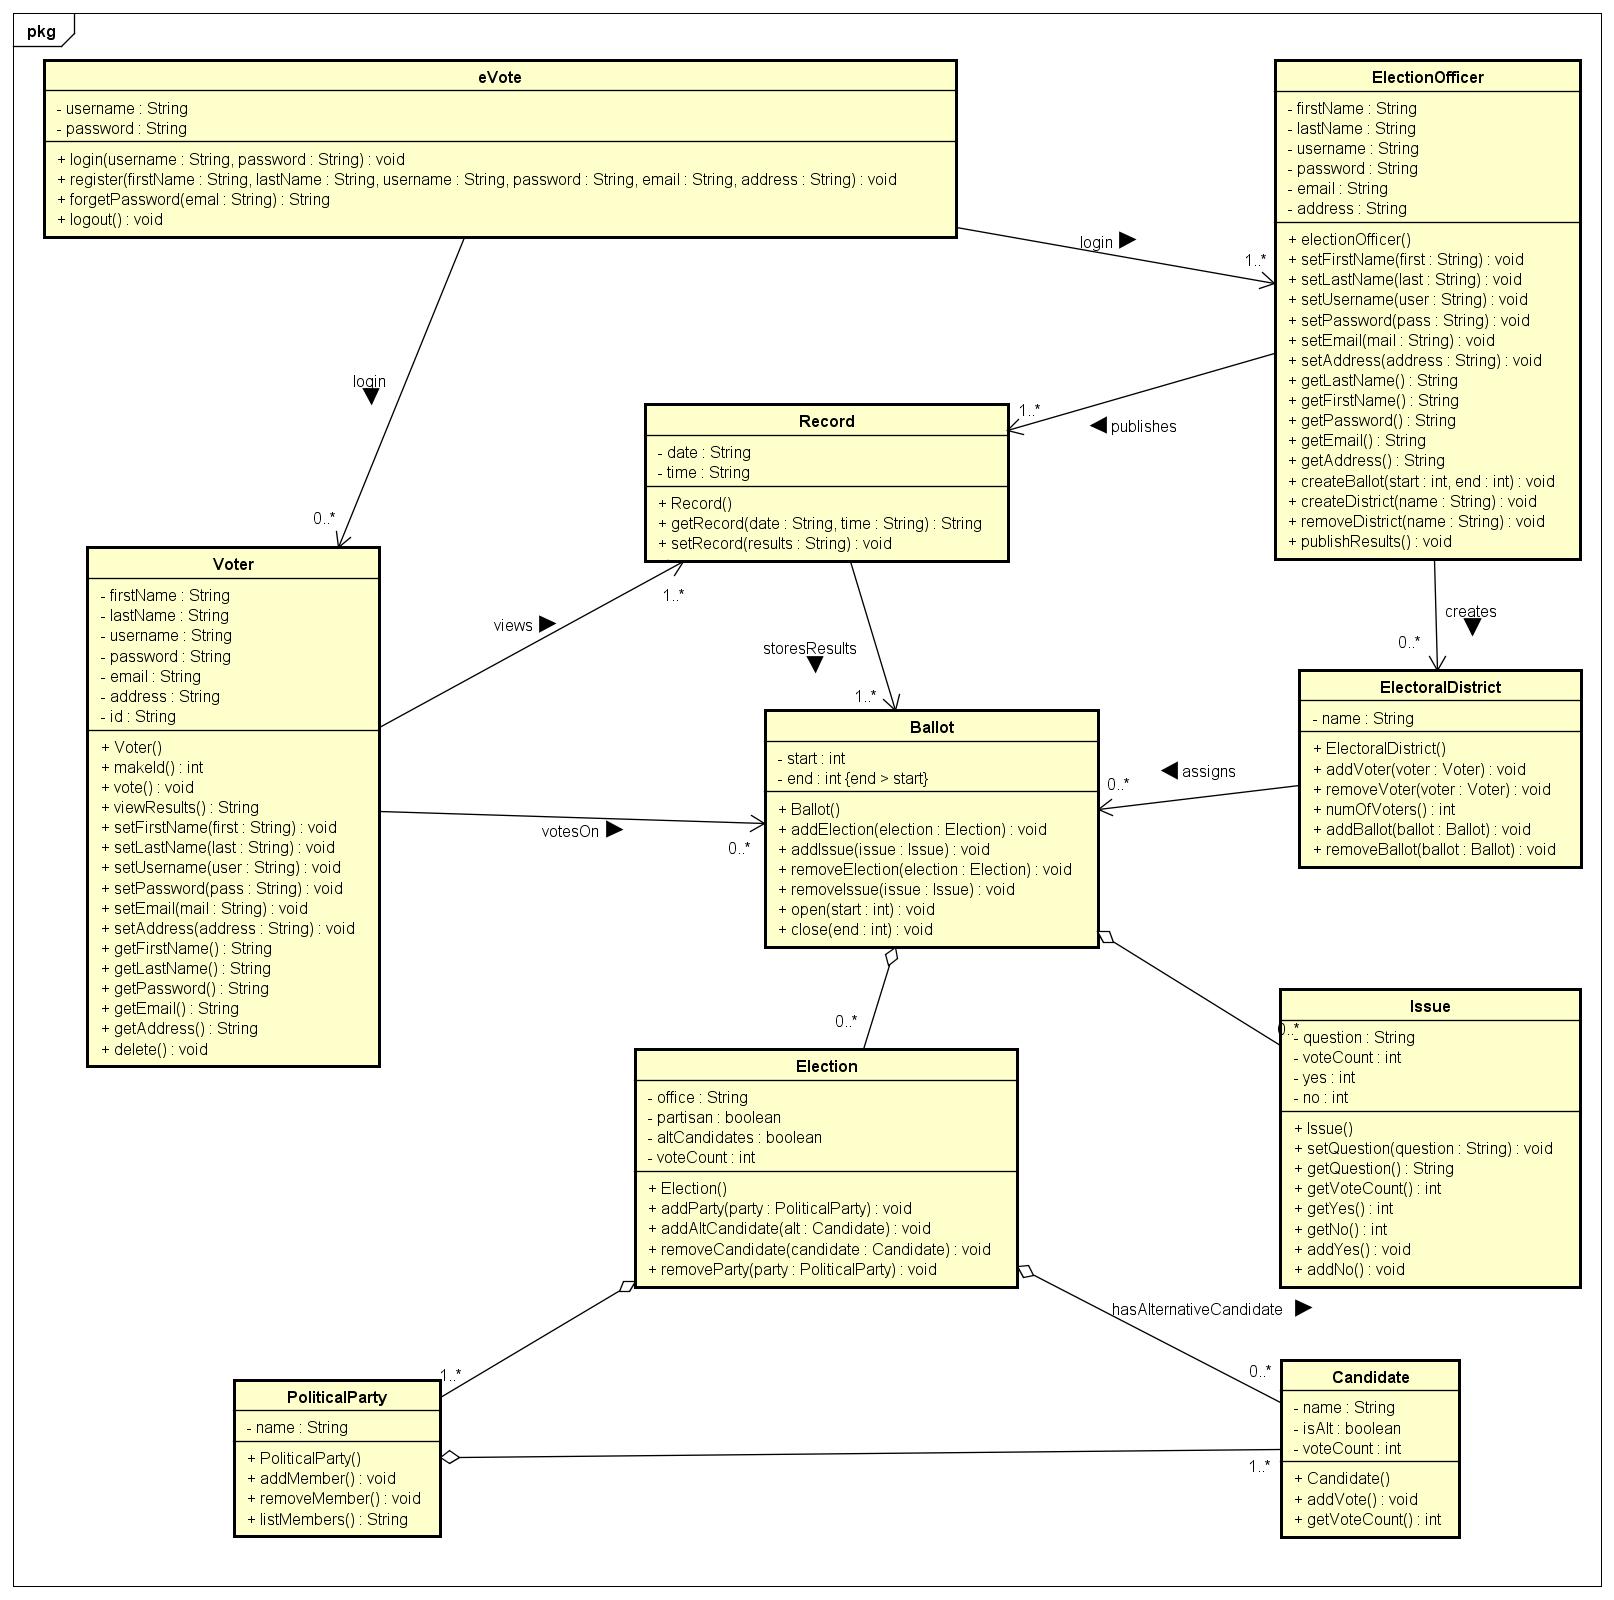 pkg
eVote
- username : String
- password : String
+ login(username : String, password : String) : void
+ register(firstName : String, lastName : String, username : String, password : String, email : String, address : String) : void
+ forgetPassword(emal : String) : String
+ logout() : void
ElectionOfficer
- firstName : String
- lastName : String
- username : String
- password : String
- email : String
- address : String
+ electionOfficer()
+ setFirstName(first : String) : void
+ setLastName(last : String) : void
+ setUsername(user : String) : void
+ setPassword(pass : String) : void
+ setEmail(mail : String) : void
+ setAddress(address : String) : void
+ getLastName() : String
+ getFirstName() : String
+ getPassword() : String
+ getEmail() : String
+ getAddress() : String
+ createBallot(start : int, end : int) : void
+ createDistrict(name : String) : void
+ removeDistrict(name : String) : void
+ publishResults() : void
login
1..*
login
0..*
1..*
publishes
Record
- date : String
- time : String
+ Record()
+ getRecord(date : String, time : String) : String
+ setRecord(results : String) : void
Voter
- firstName : String
- lastName : String
- username : String
- password : String
- email : String
- address : String
- id : String
+ Voter()
+ makeId() : int
+ vote() : void
+ viewResults() : String
+ setFirstName(first : String) : void
+ setLastName(last : String) : void
+ setUsername(user : String) : void
+ setPassword(pass : String) : void
+ setEmail(mail : String) : void
+ setAddress(address : String) : void
+ getFirstName() : String
+ getLastName() : String
+ getPassword() : String
+ getEmail() : String
+ getAddress() : String
+ delete() : void
views
1..*
storesResults
1..*
creates
0..*
ElectoralDistrict
- name : String
+ ElectoralDistrict()
+ addVoter(voter : Voter) : void
+ removeVoter(voter : Voter) : void
+ numOfVoters() : int
+ addBallot(ballot : Ballot) : void
+ removeBallot(ballot : Ballot) : void
assigns
0..*
Ballot
- start : int
- end : int {end > start}
+ Ballot()
+ addElection(election : Election) : void
+ addIssue(issue : Issue) : void
+ removeElection(election : Election) : void
+ removeIssue(issue : Issue) : void
+ open(start : int) : void
+ close(end : int) : void
votesOn
0..*
0..*
0..*
Issue
- question : String
- voteCount : int
- yes : int
- no : int
+ Issue()
+ setQuestion(question : String) : void
+ getQuestion() : String
+ getVoteCount() : int
+ getYes() : int
+ getNo() : int
+ addYes() : void
+ addNo() : void
Election
- office : String
- partisan : boolean
- altCandidates : boolean
- voteCount : int
+ Election()
+ addParty(party : PoliticalParty) : void
+ addAltCandidate(alt : Candidate) : void
+ removeCandidate(candidate : Candidate) : void
+ removeParty(party : PoliticalParty) : void
hasAlternativeCandidate
1..*
0..*
PoliticalParty
- name : String
+ PoliticalParty()
+ addMember() : void
+ removeMember() : void
+ listMembers() : String
1..*
Candidate
- name : String
- isAlt : boolean
- voteCount : int
+ Candidate()
+ addVote() : void
+ getVoteCount() : int